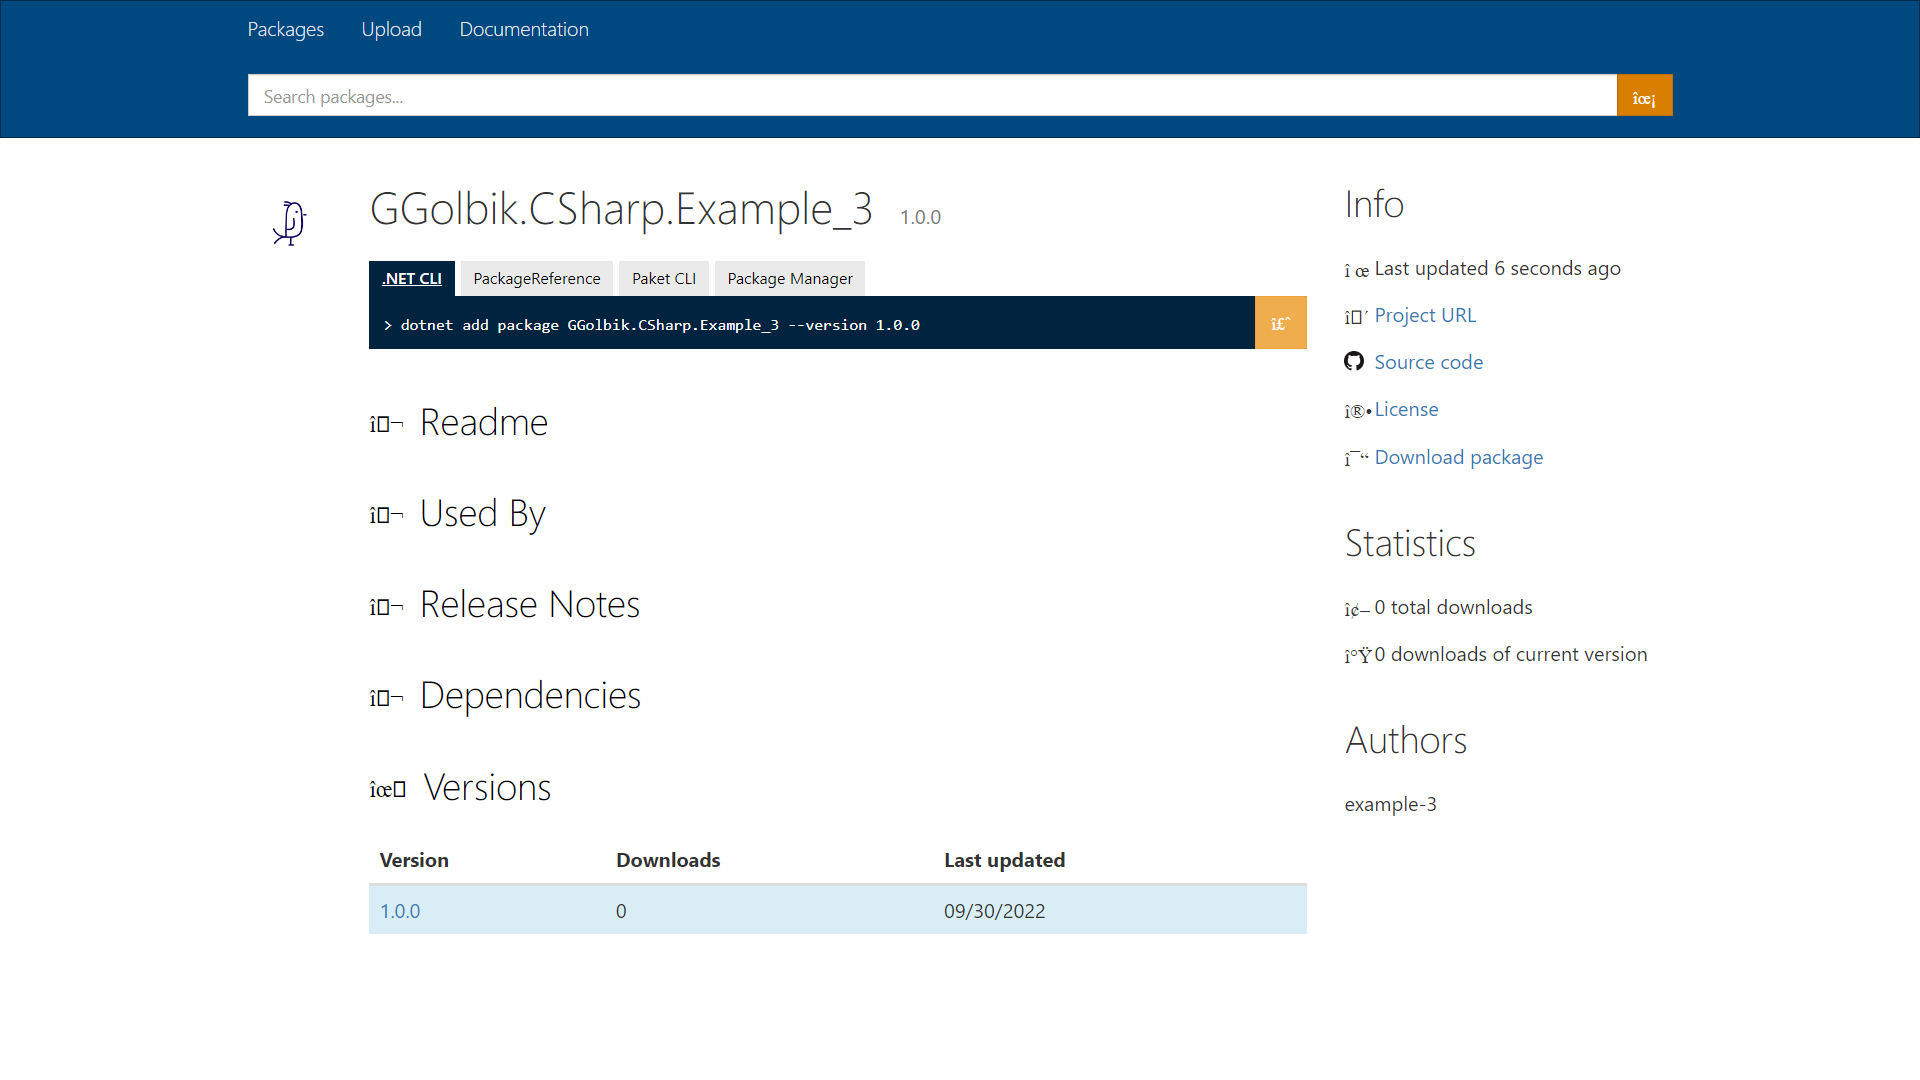 Packages Upload Documentation
Search packages...
îœ¡
GGolbik.CSharp.Example_3 1.0.0
.NET CLI PackageReference Paket CLI Package Manager
> dotnet add package GGolbik.CSharp.Example_3 --version 1.0.0
î£ˆ
î□¬ Readme
î□¬ Used By
î□¬ Release Notes
î□¬ Dependencies
îœ□ Versions
Version Downloads Last updated
1.0.0 0 09/30/2022
Info
î œ Last updated 6 seconds ago
î□´ Project URL
Source code
î®• License
î¯“ Download package
Statistics
î¢– 0 total downloads
î°Ÿ 0 downloads of current version
Authors
example-3